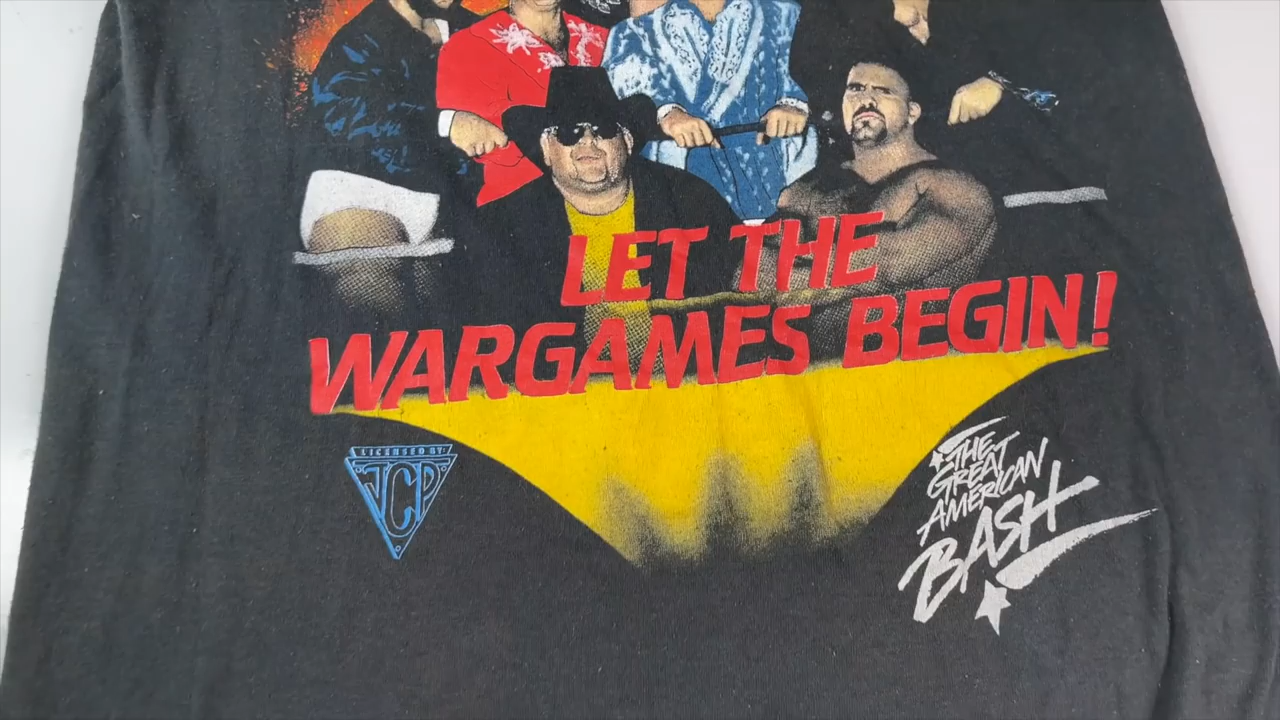 LET THE
WARGAMES BEGIN!
LICENSED BY:
JCP
THE
GREAT
AMERICAN
BASH